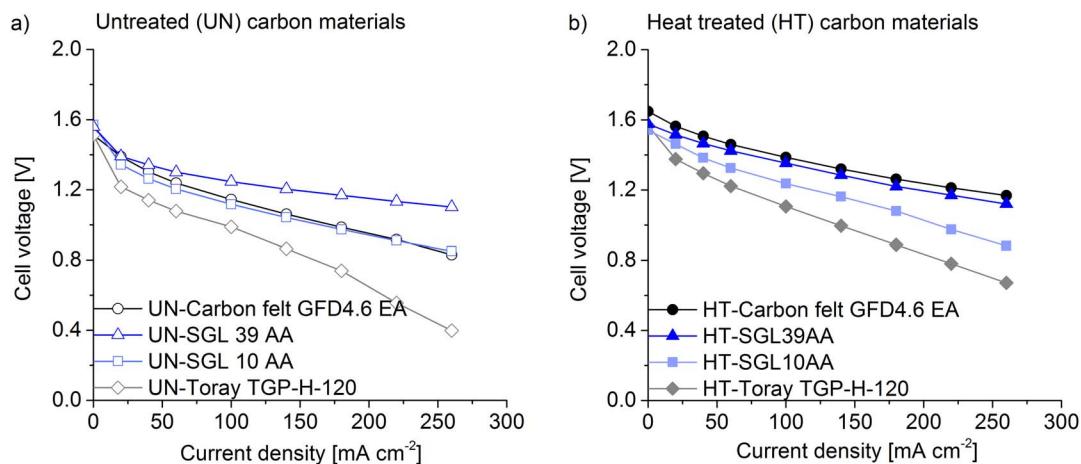 a) Untreated (UN) carbon materials
2.0
1.6
1.2
0.8
0.4
0.0
Cell voltage [V]
UN-Carbon felt GFD4.6 EA
UN-SGL 39 AA
UN-SGL 10 AA
UN-Toray TGP-H-120
0 50 100 150 200 250 300
Current density [mA cm⁻²]
b) Heat treated (HT) carbon materials
2.0
1.6
1.2
0.8
0.4
0.0
Cell voltage [V]
HT-Carbon felt GFD4.6 EA
HT-SGL39AA
HT-SGL10AA
HT-Toray TGP-H-120
0 50 100 150 200 250 300
Current density [mA cm⁻²]